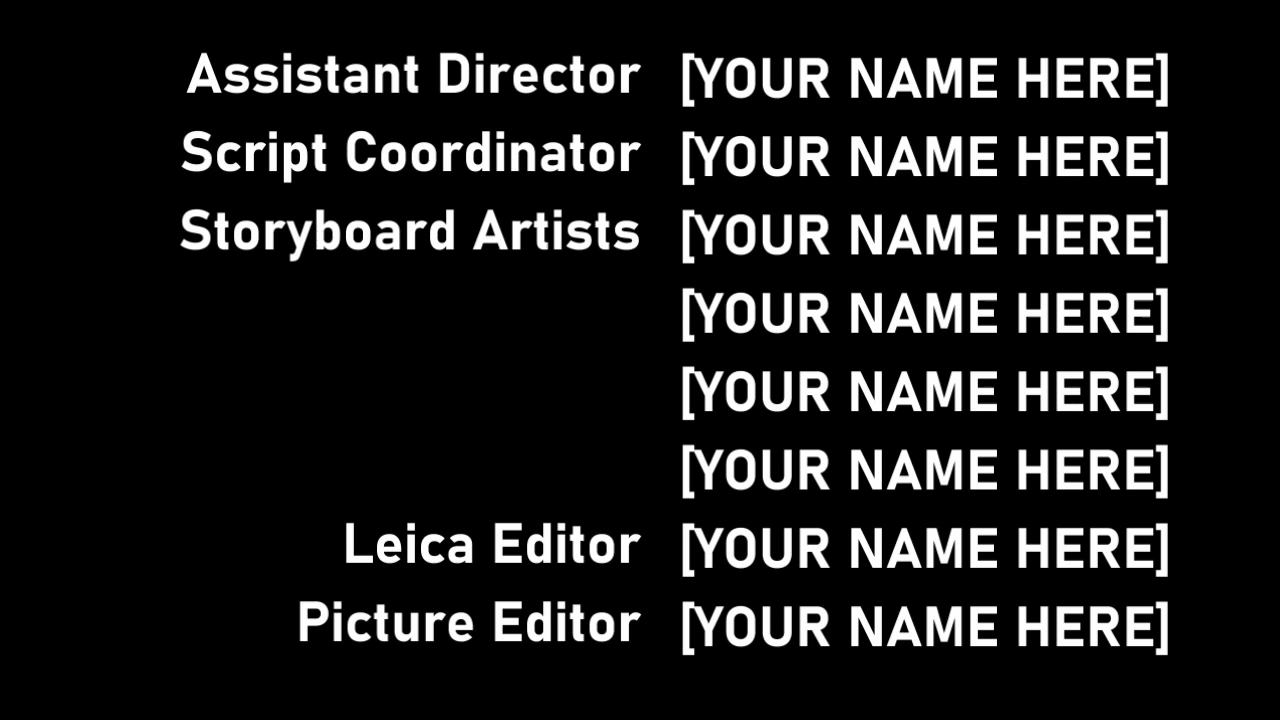 Assistant Director [YOUR NAME HERE]
Script Coordinator [YOUR NAME HERE]
Storyboard Artists [YOUR NAME HERE]
[YOUR NAME HERE]
[YOUR NAME HERE]
[YOUR NAME HERE]
Leica Editor [YOUR NAME HERE]
Picture Editor [YOUR NAME HERE]